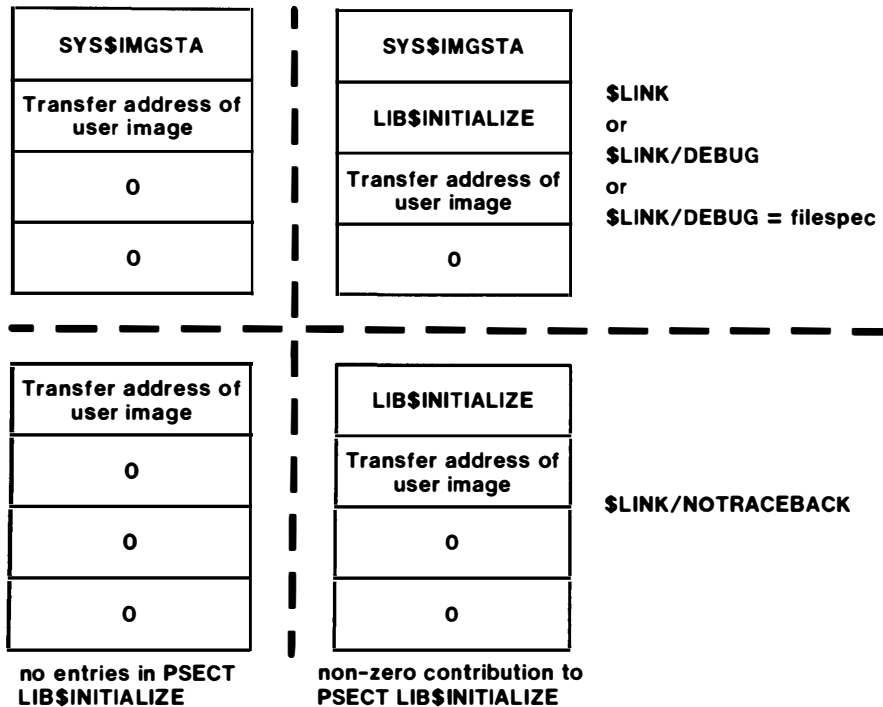 SYS$IMGSTA
Transfer address of
user image
0
0
SYS$IMGSTA
LIB$INITIALIZE
Transfer address of
user image
0
$LINK
or
$LINK/DEBUG
or
$LINK/DEBUG = filespec
Transfer address of
user image
0
0
0
no entries in PSECT
LIB$INITIALIZE
LIB$INITIALIZE
Transfer address of
user image
0
0
non-zero contribution to
PSECT LIB$INITIALIZE
$LINK/NOTRACEBACK